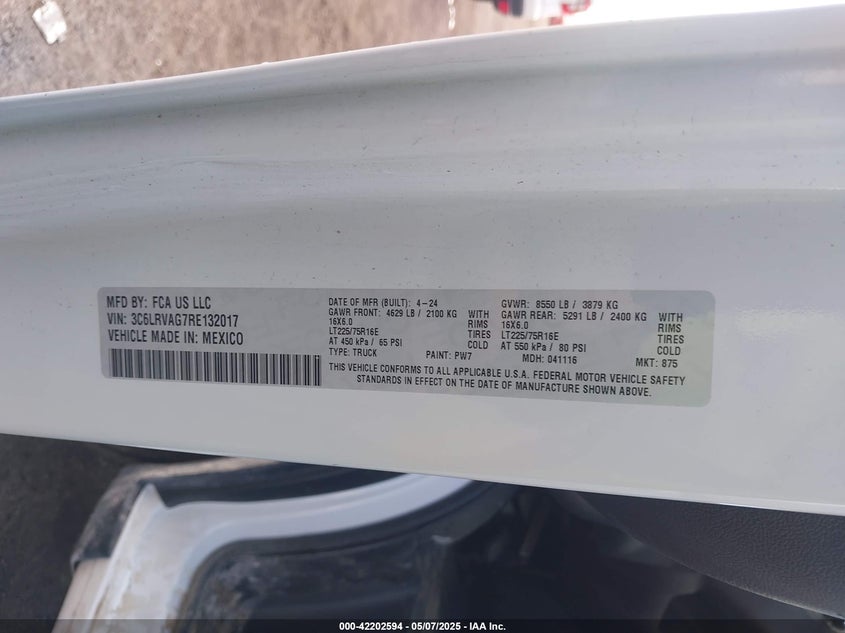 MFD BY: FCA US LLC
VIN: 3C6LRVAG7RE132017
VEHICLE MADE IN: MEXICO
DATE OF MFR (BUILT): 4-24
GAWR FRONT: 4629 LB / 2100 KG WITH
16X6.0 RIMS
LT225/75R16E TIRES
AT 450 kPa / 65 PSI COLD
TYPE: TRUCK PAINT: PW7
GVWR: 8550 LB / 3879 KG
GAWR REAR: 5291 LB / 2400 KG WITH
16X6.0 RIMS
LT225/75R16E TIRES
AT 550 kPa / 80 PSI COLD
MDH: 041116 MKT: 875
THIS VEHICLE CONFORMS TO ALL APPLICABLE U.S.A. FEDERAL MOTOR VEHICLE SAFETY
STANDARDS IN EFFECT ON THE DATE OF MANUFACTURE SHOWN ABOVE.
000-42202594 - 05/07/2025 - IAA Inc.